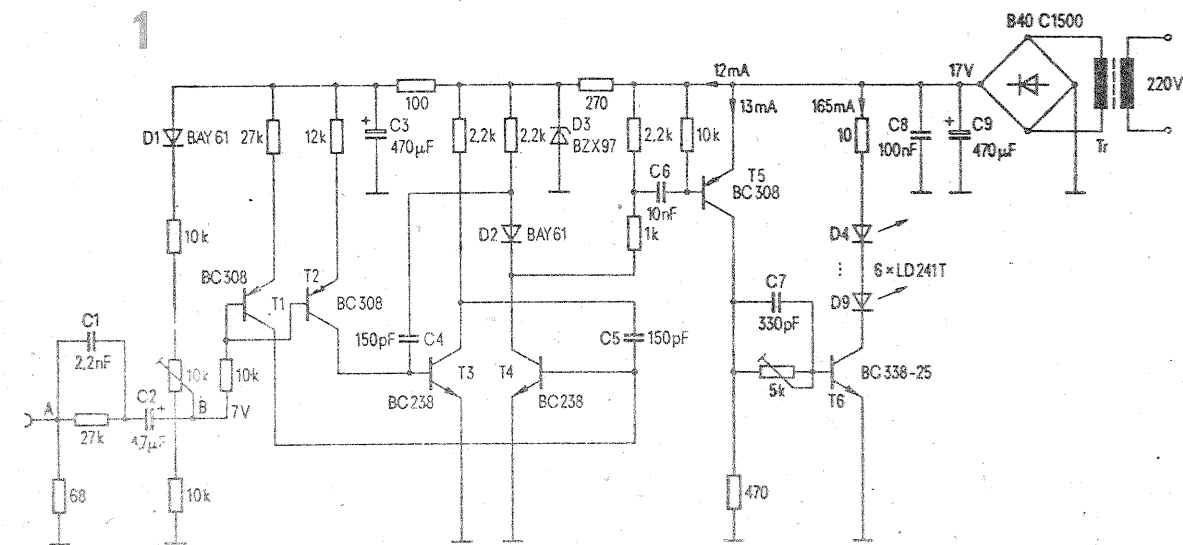 1
B40 C1500
12mA
17V
13mA
165mA
220V
D1
BAY 61
27k
12k
C3
+
470µF
100
2,2k
2,2k
270
D3
BZX97
2,2k
10k
C6
10nF
T5
BC 308
10
C8
100nF
C9
+
470µF
Tr
10k
D2
BAY 61
1k
D4
6×LD241T
D9
BC 308
T1
T2
BC 308
C1
2,2nF
150pF
C4
C5
150pF
C7
330pF
10k
10k
T3
T4
BC 238
BC 238
5k
BC 338-25
T6
A
27k
C2
+
4,7µF
B
7V
68
10k
470